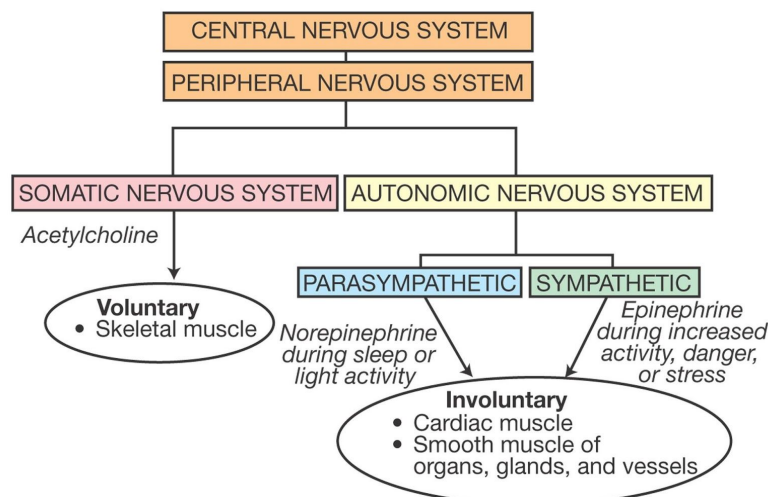 CENTRAL NERVOUS SYSTEM
PERIPHERAL NERVOUS SYSTEM
SOMATIC NERVOUS SYSTEM
AUTONOMIC NERVOUS SYSTEM
Acetylcholine
Voluntary
• Skeletal muscle
PARASYMPATHETIC
SYMPATHETIC
Norepinephrine
during sleep or
light activity
Epinephrine
during increased
activity, danger,
or stress
Involuntary
• Cardiac muscle
• Smooth muscle of
organs, glands, and vessels